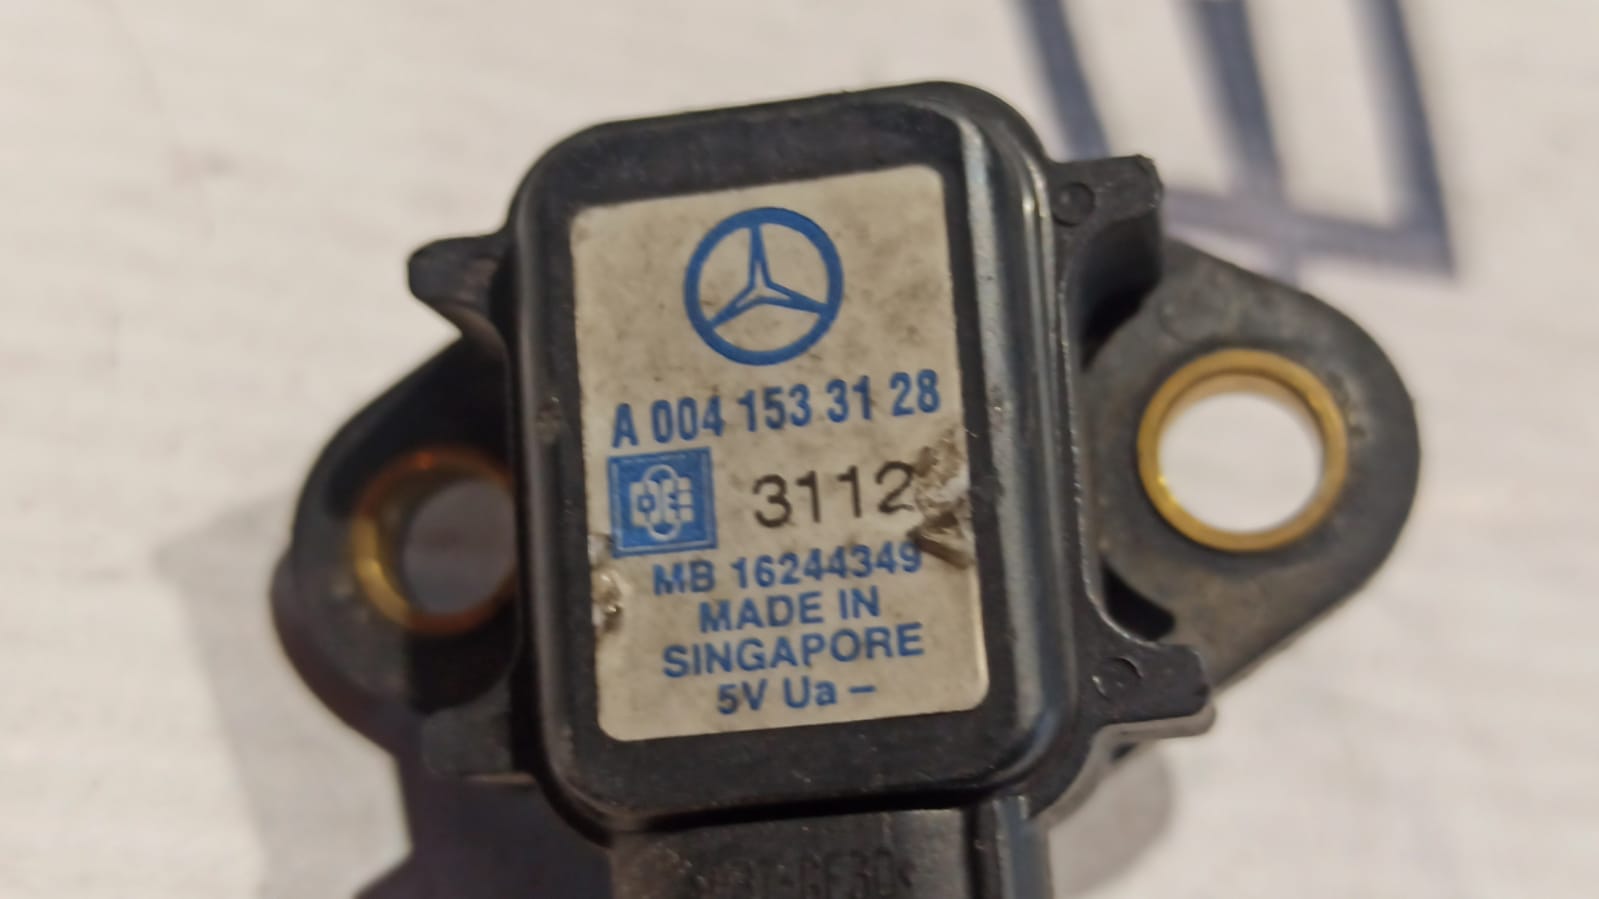 A 004 153 31 28
3112
MB 16244349
MADE IN
SINGAPORE
5V Ua –